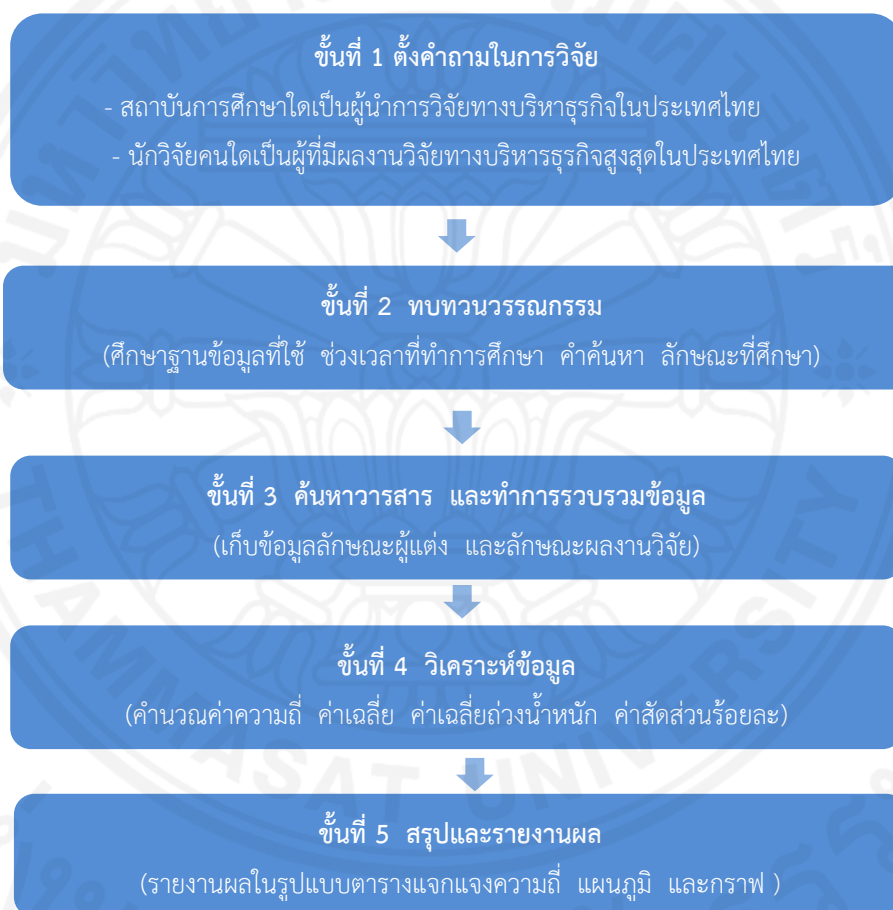 ขั้นที่ 1 ตั้งคำถามในการวิจัย
- สถาบันการศึกษาใดเป็นผู้นำการวิจัยทางบริหาธุรกิจในประเทศไทย
- นักวิจัยคนใดเป็นผู้ที่มีผลงานวิจัยทางบริหารธุรกิจสูงสุดในประเทศไทย
ขั้นที่ 2 ทบทวนวรรณกรรม
(ศึกษาฐานข้อมูลที่ใช้ ช่วงเวลาที่ทำการศึกษา คำค้นหา ลักษณะที่ศึกษา)
ขั้นที่ 3 ค้นหาวารสาร และทำการรวบรวมข้อมูล
(เก็บข้อมูลลักษณะผู้แต่ง และลักษณะผลงานวิจัย)
ขั้นที่ 4 วิเคราะห์ข้อมูล
(คำนวณค่าความถี่ ค่าเฉลี่ย ค่าเฉลี่ยถ่วงน้ำหนัก ค่าสัดส่วนร้อยละ)
ขั้นที่ 5 สรุปและรายงานผล
(รายงานผลในรูปแบบตารางแจกแจงความถี่ แผนภูมิ และกราฟ )
THAMMASAT UNIVERSITY